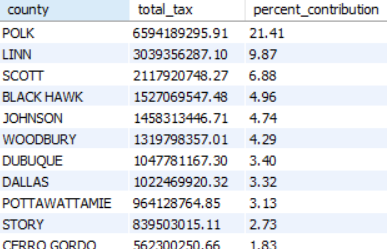 county total_tax percent_contribution
POLK 6594189295.91 21.41
LINN 3039356287.10 9.87
SCOTT 2117920748.27 6.88
BLACK HAWK 1527069547.48 4.96
JOHNSON 1458313446.71 4.74
WOODBURY 1319798357.01 4.29
DUBUQUE 1047781167.30 3.40
DALLAS 1022469920.32 3.32
POTTAWATTAMIE 964128764.85 3.13
STORY 839503015.11 2.73
CERRO GORDO 562300250.66 1.83